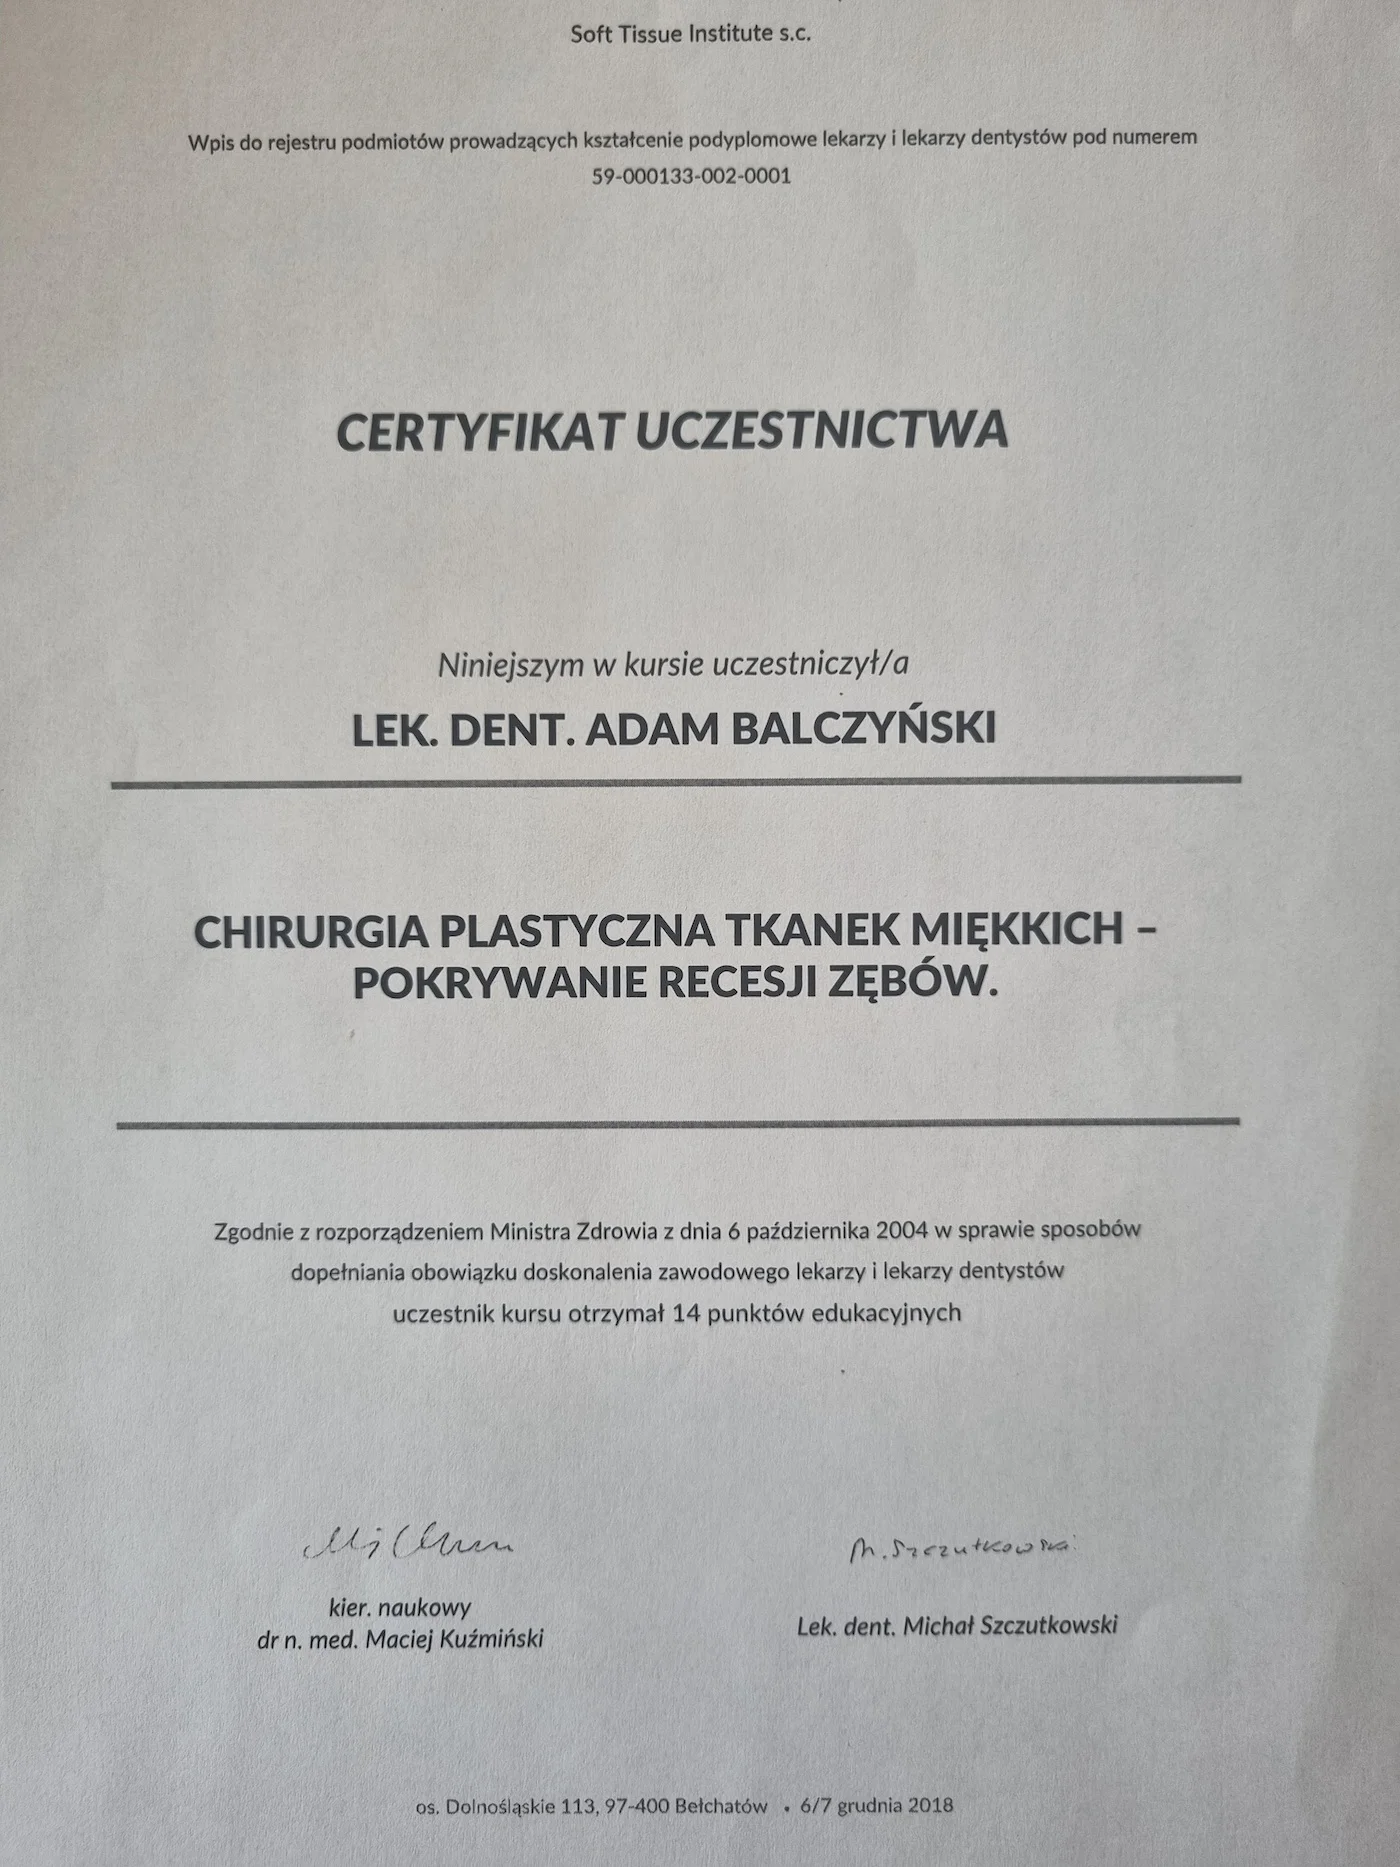 Soft Tissue Institute s.c.
Wpis do rejestru podmiotów prowadzących kształcenie podyplomowe lekarzy i lekarzy dentystów pod numerem
59-000133-002-0001
CERTYFIKAT UCZESTNICTWA
Niniejszym w kursie uczestniczył/a
LEK. DENT. ADAM BALCZYŃSKI
CHIRURGIA PLASTYCZNA TKANEK MIĘKKICH –
POKRYWANIE RECESJI ZĘBÓW.
Zgodnie z rozporządzeniem Ministra Zdrowia z dnia 6 października 2004 w sprawie sposobów
dopełniania obowiązku doskonalenia zawodowego lekarzy i lekarzy dentystów
uczestnik kursu otrzymał 14 punktów edukacyjnych
M. Szczutkowski
kier. naukowy
dr n. med. Maciej Kuźmiński
Lek. dent. Michał Szczutkowski
os. Dolnośląskie 113, 97-400 Bełchatów • 6/7 grudnia 2018